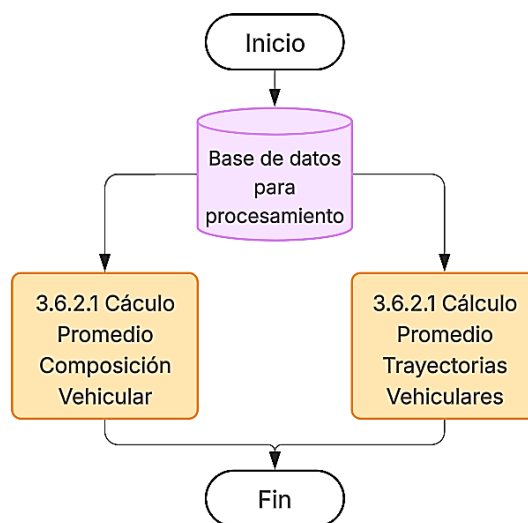 Inicio
Base de datos
para
procesamiento
3.6.2.1 Cáculo
Promedio
Composición
Vehicular
3.6.2.1 Cálculo
Promedio
Trayectorias
Vehiculares
Fin